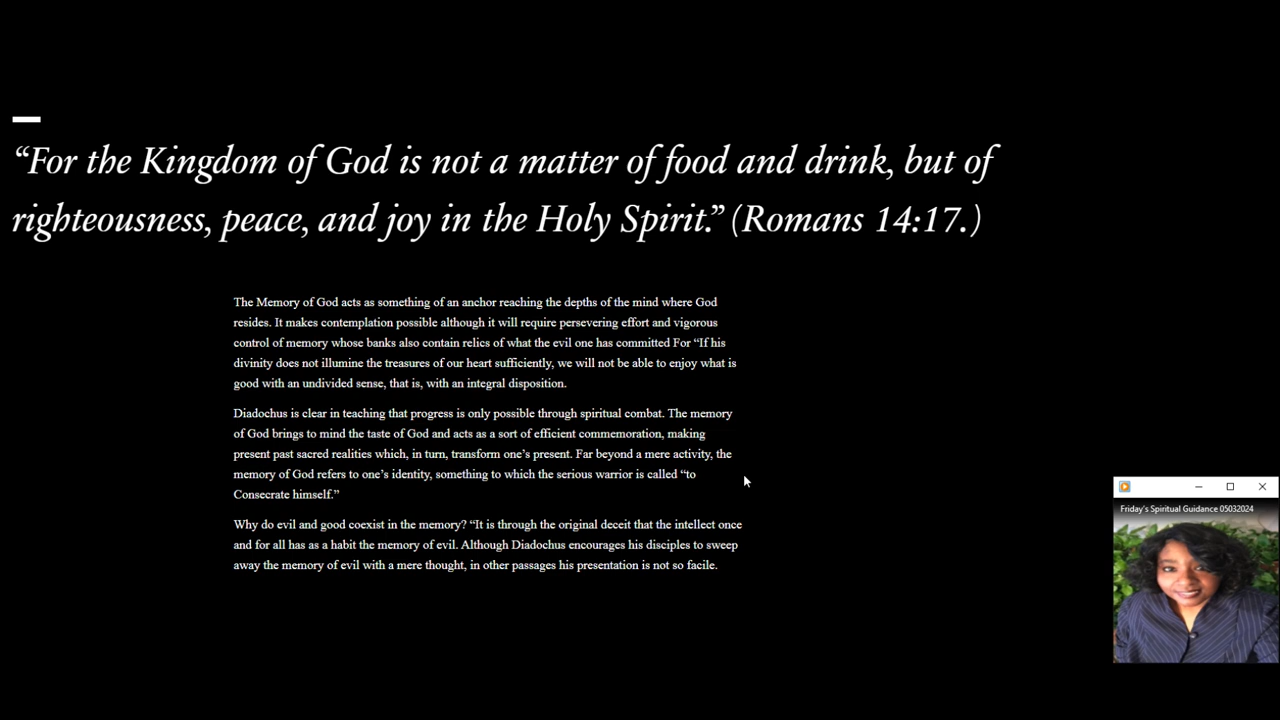 “For the Kingdom of God is not a matter of food and drink, but of
righteousness, peace, and joy in the Holy Spirit.” (Romans 14:17.)
The Memory of God acts as something of an anchor reaching the depths of the mind where God
resides. It makes contemplation possible although it will require persevering effort and vigorous
control of memory whose banks also contain relics of what the evil one has committed For “If his
divinity does not illumine the treasures of our heart sufficiently, we will not be able to enjoy what is
good with an undivided sense, that is, with an integral disposition.
Diadochus is clear in teaching that progress is only possible through spiritual combat. The memory
of God brings to mind the taste of God and acts as a sort of efficient commemoration, making
present past sacred realities which, in turn, transform one’s present. Far beyond a mere activity, the
memory of God refers to one’s identity, something to which the serious warrior is called “to
Consecrate himself.”
Why do evil and good coexist in the memory? “It is through the original deceit that the intellect once
and for all has as a habit the memory of evil. Although Diadochus encourages his disciples to sweep
away the memory of evil with a mere thought, in other passages his presentation is not so facile.
Friday's Spiritual Guidance 05032024